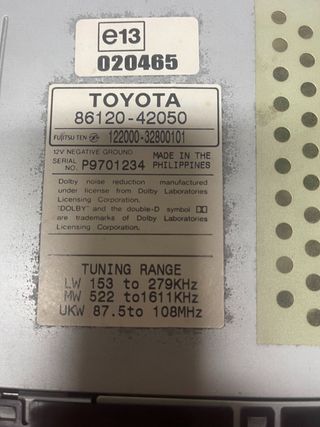 e13
020465
TOYOTA
86120-42050
FUJITSU TEN 122000-32800101
12V NEGATIVE GROUND
SERIAL NO. P9701234 MADE IN THE PHILIPPINES
Dolby noise reduction manufactured
under license from Dolby Laboratories
Licensing Corporation.
"DOLBY" and the double-D symbol
are trademarks of Dolby Laboratories
Licensing Corporation.
TUNING RANGE
LW 153 to 279KHz
MW 522 to1611KHz
UKW 87.5to 108MHz